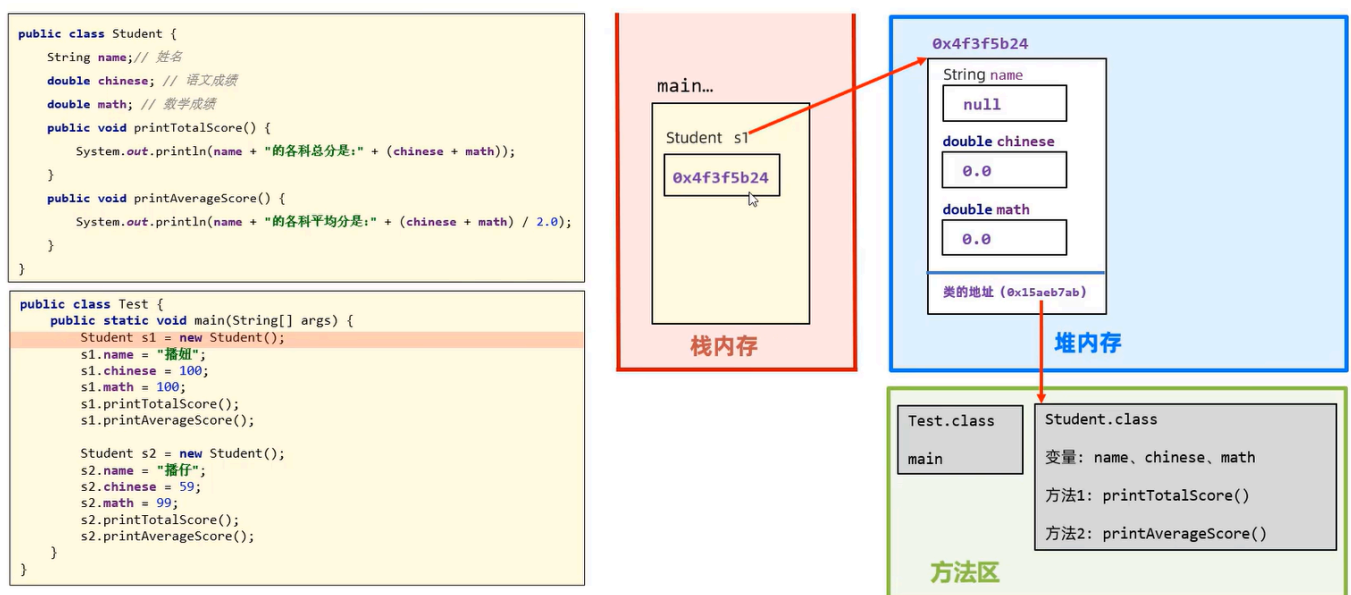 public class Student {
String name;// 姓名
double chinese; // 语文成绩
double math; // 数学成绩
public void printTotalScore() {
System.out.println(name + "的各科总分是:" + (chinese + math));
}
public void printAverageScore() {
System.out.println(name + "的各科平均分是:" + (chinese + math) / 2.0);
}
}
public class Test {
public static void main(String[] args) {
Student s1 = new Student();
s1.name = "播妞";
s1.chinese = 100;
s1.math = 100;
s1.printTotalScore();
s1.printAverageScore();
Student s2 = new Student();
s2.name = "播仔";
s2.chinese = 59;
s2.math = 99;
s2.printTotalScore();
s2.printAverageScore();
}
}
main…
Student s1
0x4f3f5b24
栈内存
0x4f3f5b24
String name
null
double chinese
0.0
double math
0.0
类的地址（0x15aeb7ab）
堆内存
Test.class
main
Student.class
变量: name、chinese、math
方法1: printTotalScore()
方法2: printAverageScore()
方法区